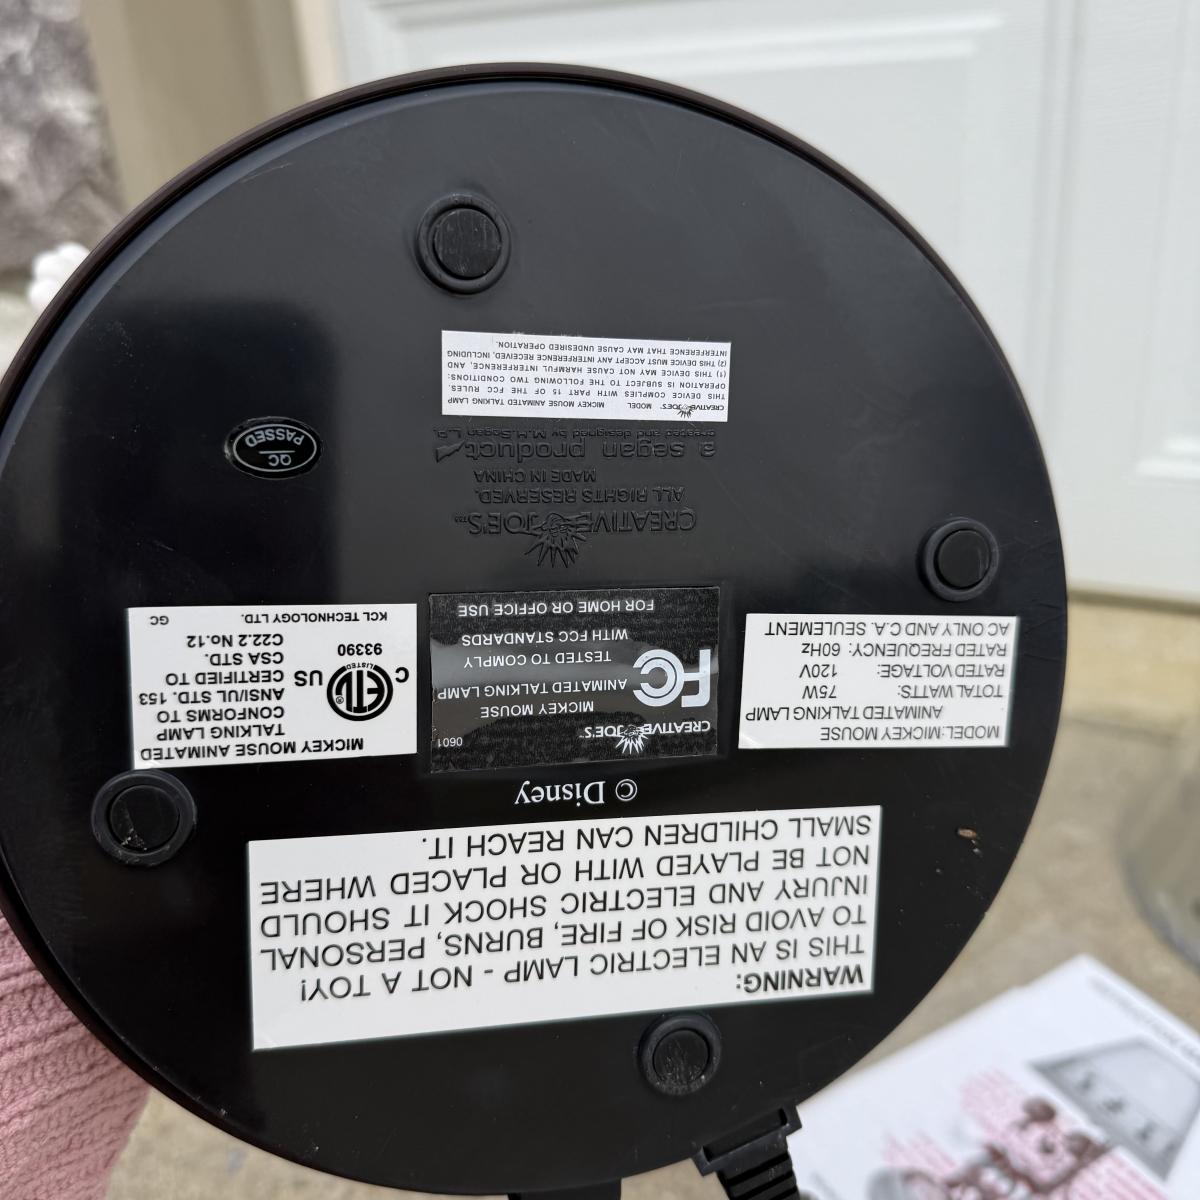 WARNING:
THIS IS AN ELECTRIC LAMP - NOT A TOY!
TO AVOID RISK OF FIRE, BURNS, PERSONAL
INJURY AND ELECTRIC SHOCK IT SHOULD
NOT BE PLAYED WITH OR PLACED WHERE
SMALL CHILDREN CAN REACH IT.
© Disney
MODEL: MICKEY MOUSE
ANIMATED TALKING LAMP
TOTAL WATTS: 75W
RATED VOLTAGE: 120V
RATED FREQUENCY: 60Hz
AC ONLY AND C.A. SEULEMENT
CREATIVE JOE'S™ 0601
MICKEY MOUSE
ANIMATED TALKING LAMP
TESTED TO COMPLY
WITH FCC STANDARDS
FC
FOR HOME OR OFFICE USE
MICKEY MOUSE ANIMATED
TALKING LAMP
CONFORMS TO
ANSI/UL STD. 153
CERTIFIED TO
CSA STD.
C22.2 No.12
C ETL® US
LISTED
93390
KCL TECHNOLOGY LTD. GC
CREATIVE JOE'S™
ALL RIGHTS RESERVED.
MADE IN CHINA
a segan product
created and designed by M.H.Segan L.P.
QC
PASSED
CREATIVE JOE'S™ MODEL MICKEY MOUSE ANIMATED TALKING LAMP
THIS DEVICE COMPLIES WITH PART 15 OF THE FCC RULES.
OPERATION IS SUBJECT TO THE FOLLOWING TWO CONDITIONS:
(1) THIS DEVICE MAY NOT CAUSE HARMFUL INTERFERENCE, AND,
(2) THIS DEVICE MUST ACCEPT ANY INTERFERENCE RECEIVED, INCLUDING
INTERFERENCE THAT MAY CAUSE UNDESIRED OPERATION.